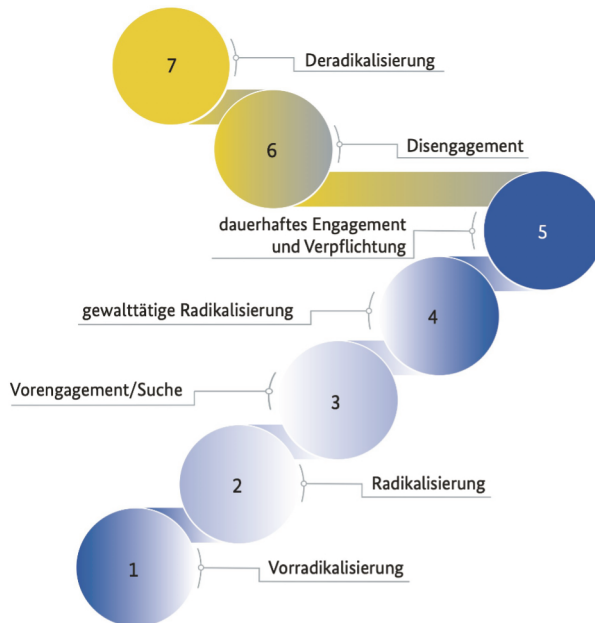 7
Deradikalisierung
6
Disengagement
dauerhaftes Engagement
und Verpflichtung
5
gewalttätige Radikalisierung
4
Vorengagement/Suche
3
2
Radikalisierung
1
Vorradikalisierung